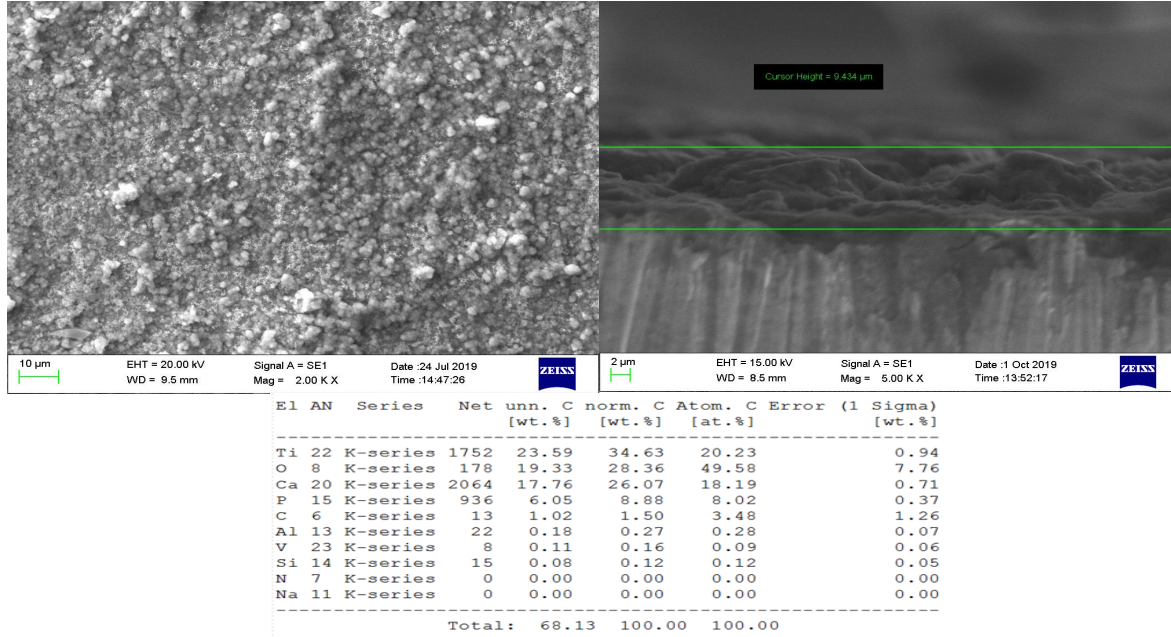 Cursor Height = 9.434 µm
10 µm
EHT = 20.00 kV
Signal A = SE1
Date :24 Jul 2019
WD = 9.5 mm
Mag = 2.00 K X
Time :14:47:26
ZEISS
2 µm
EHT = 15.00 kV
Signal A = SE1
Date :1 Oct 2019
WD = 8.5 mm
Mag = 5.00 K X
Time :13:52:17
ZEISS
El AN Series Net unn. C norm. C Atom. C Error (1 Sigma)
[wt.%] [wt.%] [at.%] [wt.%]
Ti 22 K-series 1752 23.59 34.63 20.23 0.94
O 8 K-series 178 19.33 28.36 49.58 7.76
Ca 20 K-series 2064 17.76 26.07 18.19 0.71
P 15 K-series 936 6.05 8.88 8.02 0.37
C 6 K-series 13 1.02 1.50 3.48 1.26
Al 13 K-series 22 0.18 0.27 0.28 0.07
V 23 K-series 8 0.11 0.16 0.09 0.06
Si 14 K-series 15 0.08 0.12 0.12 0.05
N 7 K-series 0 0.00 0.00 0.00 0.00
Na 11 K-series 0 0.00 0.00 0.00 0.00
Total: 68.13 100.00 100.00